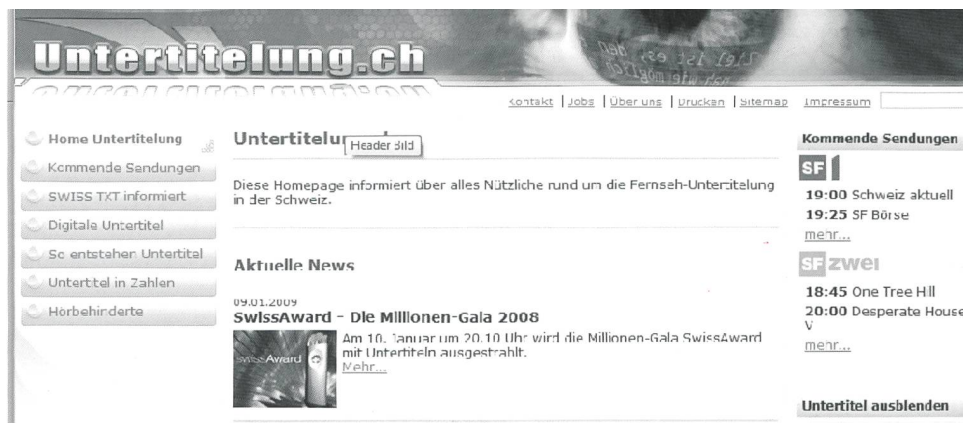 Untertitelung.ch
Kontakt | Jobs | Über uns | Drucken | Sitemap Impressum
Home Untertitelung
Kommende Sendungen
SWISS TXT informiert
Digitale Untertitel
So entstehen Untertitel
Untertitel in Zahlen
Hörbehinderte
Header Bild
Diese Homepage informiert über alles Nützliche rund um die Fernseh-Untertitelung
in der Schweiz.
Aktuelle News
09.01.2009
SwissAward - Die Millionen-Gala 2008
swissAward
Am 10. Januar um 20.10 Uhr wird die Millionen-Gala SwissAward
mit Untertiteln ausgestrahlt.
Mehr...
Kommende Sendungen
SF 1
19:00 Schweiz aktuell
19:25 SF Börse
mehr...
SF zwei
18:45 One Tree Hill
20:00 Desperate House
V
mehr...
Untertitel ausblenden